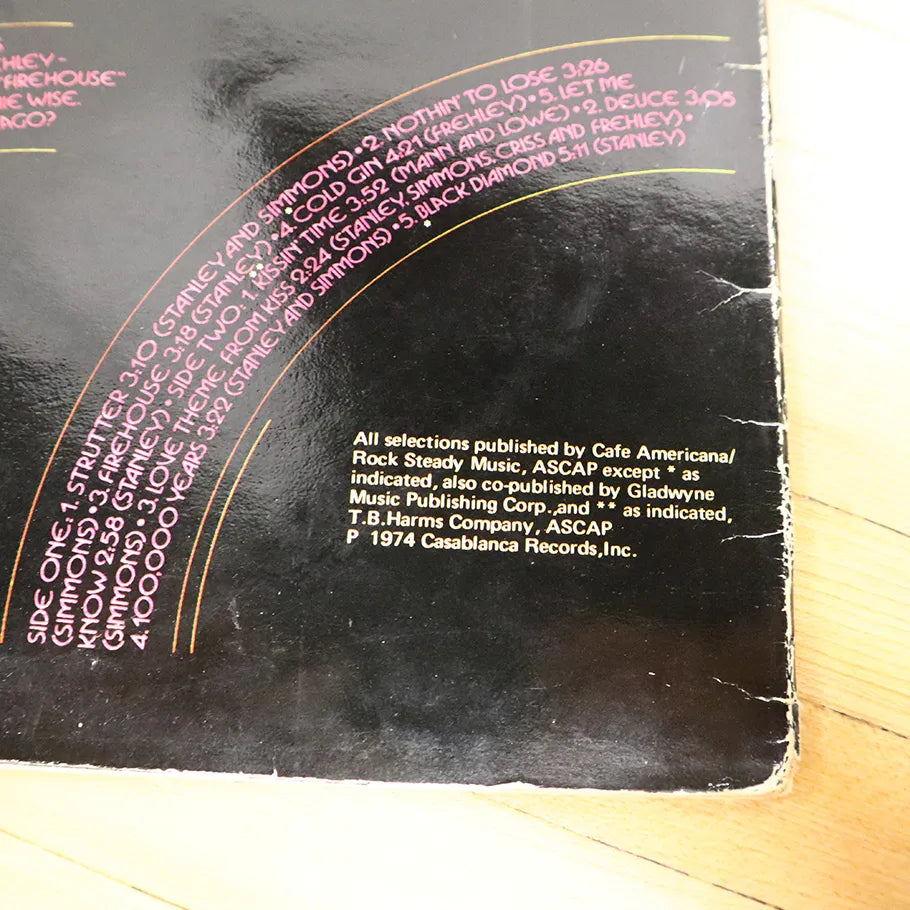 HLEY -
"FIREHOUSE"
IE WISE.
AGO?
SIDE ONE: 1. STRUTTER 3:10 (STANLEY AND SIMMONS) • 2. NOTHIN' TO LOSE 3:26
(SIMMONS) • 3. FIREHOUSE 3:18 (STANLEY) • 4. COLD GIN 4:21 (FREHLEY) • 5. LET ME
KNOW 2:58 (STANLEY) • SIDE TWO: 1. KISSIN' TIME 3:52 (MANN AND LOWE) • 2. DEUCE 3:05
(SIMMONS) • 3. LOVE THEME FROM KISS 2:24 (STANLEY, SIMMONS, CRISS AND FREHLEY) •
4. 100,000 YEARS 3:22 (STANLEY AND SIMMONS) • 5. BLACK DIAMOND 5:11 (STANLEY)
All selections published by Cafe Americana/
Rock Steady Music, ASCAP except * as
indicated, also co-published by Gladwyne
Music Publishing Corp.,and ** as indicated,
T.B.Harms Company, ASCAP
P 1974 Casablanca Records,Inc.